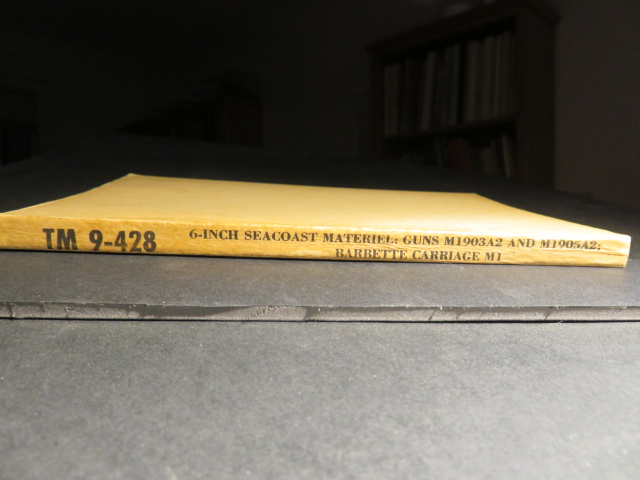 TM 9-428
6-INCH SEACOAST MATERIEL: GUNS M1903A2 AND M1905A2;
BARBETTE CARRIAGE M1